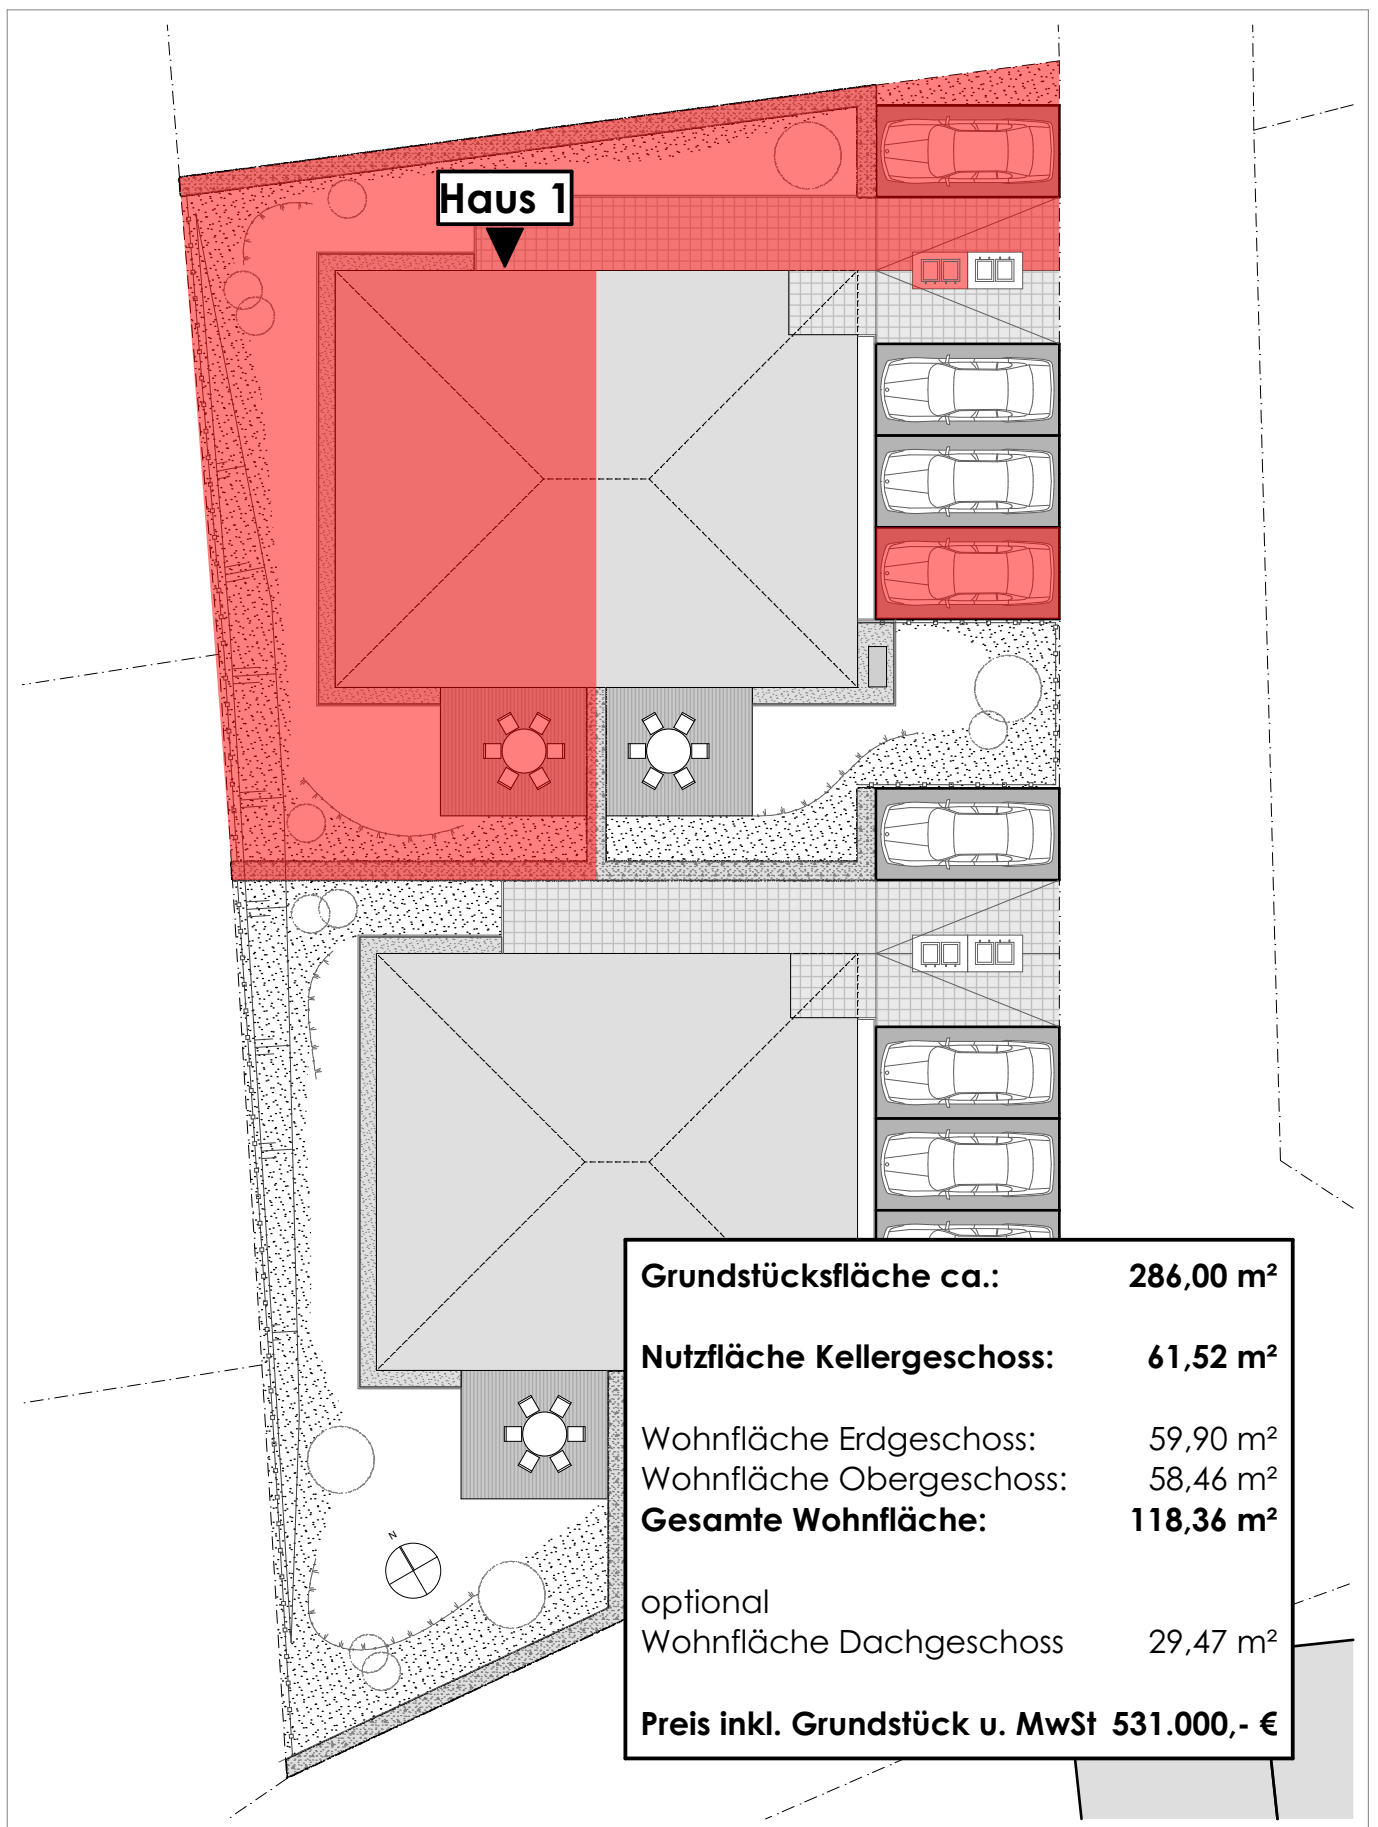 Haus 1
Grundstücksfläche ca.: 286,00 m²
Nutzfläche Kellergeschoss: 61,52 m²
Wohnfläche Erdgeschoss: 59,90 m²
Wohnfläche Obergeschoss: 58,46 m²
Gesamte Wohnfläche: 118,36 m²
N
optional
Wohnfläche Dachgeschoss 29,47 m²
Preis inkl. Grundstück u. MwSt 531.000,- €